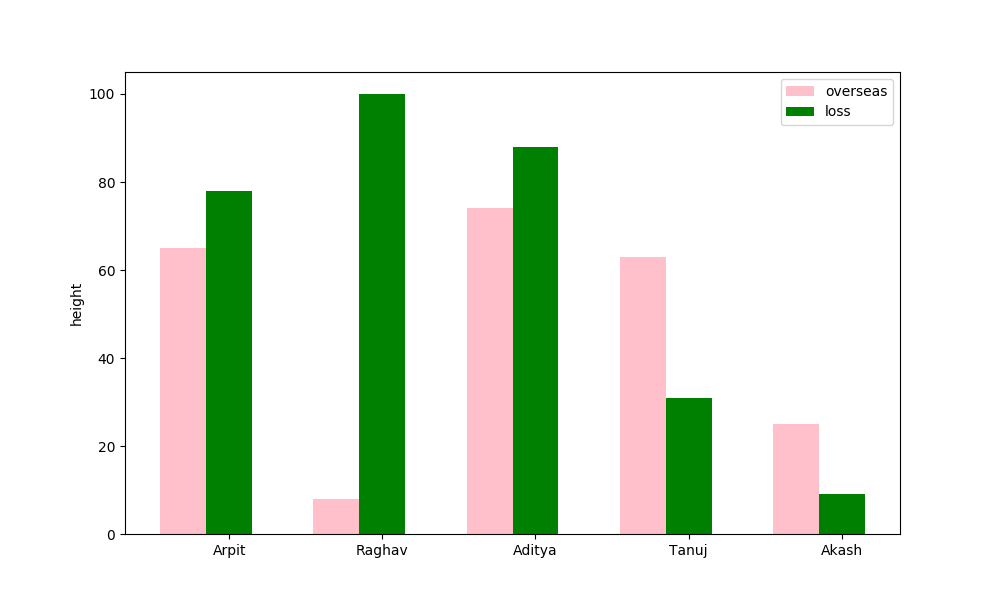 overseas
loss
100
80
60
40
20
0
height
Arpit
Raghav
Aditya
Tanuj
Akash